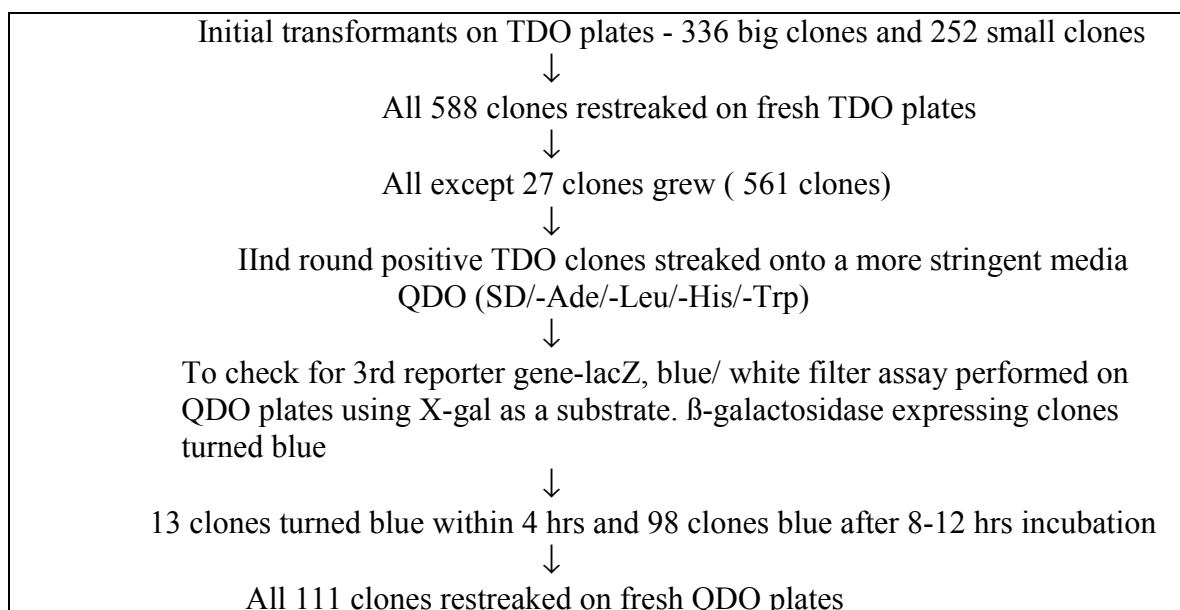 Initial transformants on TDO plates - 336 big clones and 252 small clones
↓
All 588 clones restreaked on fresh TDO plates
↓
All except 27 clones grew ( 561 clones)
↓
IInd round positive TDO clones streaked onto a more stringent media
QDO (SD/-Ade/-Leu/-His/-Trp)
↓
To check for 3rd reporter gene-lacZ, blue/ white filter assay performed on
QDO plates using X-gal as a substrate. ß-galactosidase expressing clones
turned blue
↓
13 clones turned blue within 4 hrs and 98 clones blue after 8-12 hrs incubation
↓
All 111 clones restreaked on fresh QDO plates